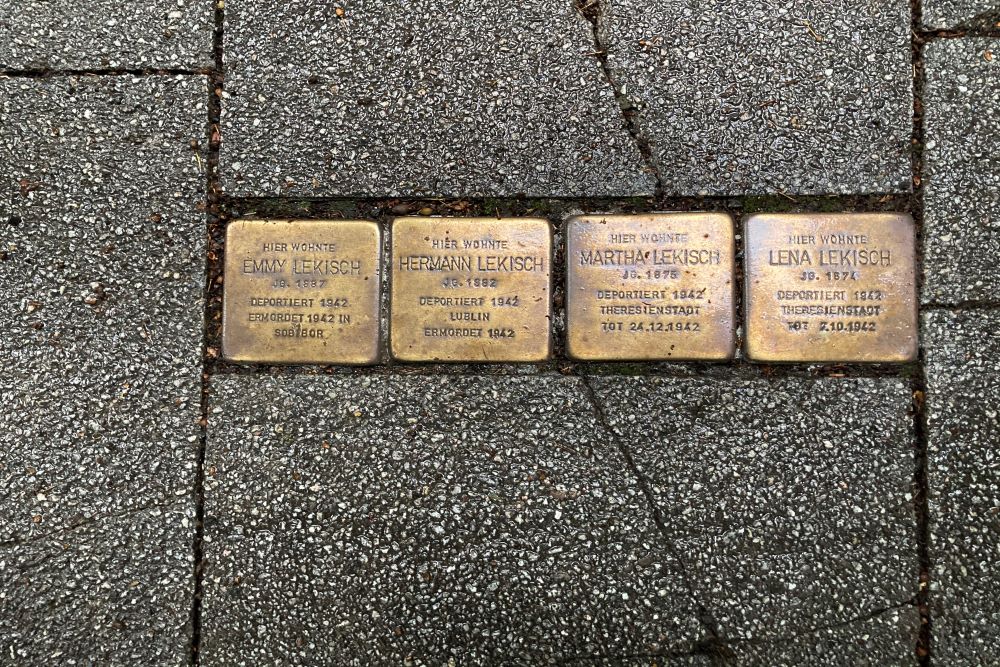 HIER WOHNTE
EMMY LEKISCH
JG. 1887
DEPORTIERT 1942
ERMORDET 1942 IN
SOBIBOR
HIER WOHNTE
HERMANN LEKISCH
JG. 1882
DEPORTIERT 1942
LUBLIN
ERMORDET 1942
HIER WOHNTE
MARTHA LEKISCH
JG. 1875
DEPORTIERT 1942
THERESIENSTADT
TOT 24.12.1942
HIER WOHNTE
LENA LEKISCH
JG. 1874
DEPORTIERT 1942
THERESIENSTADT
TOT 7.10.1942